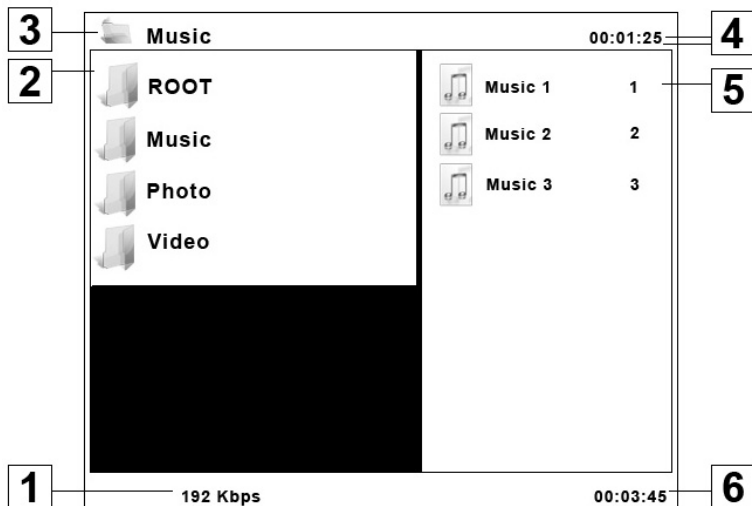 3 Music 00:01:25 4
2 ROOT Music 1 1 5
Music Music 2 2
Photo Music 3 3
Video
1 192 Kbps 00:03:45 6